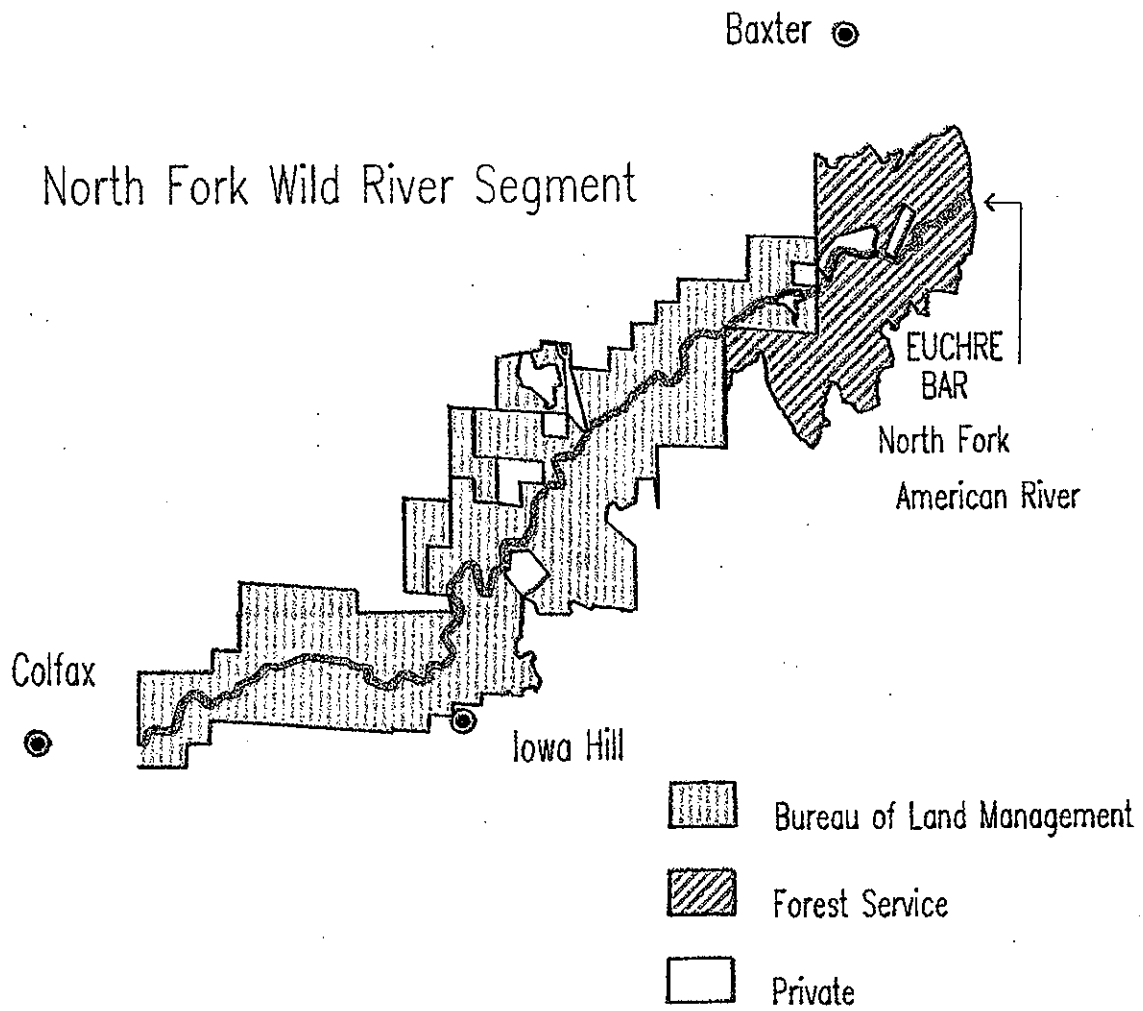 Baxter
North Fork Wild River Segment
EUCHRE
BAR
North Fork
American River
Colfax
Iowa Hill
Bureau of Land Management
Forest Service
Private